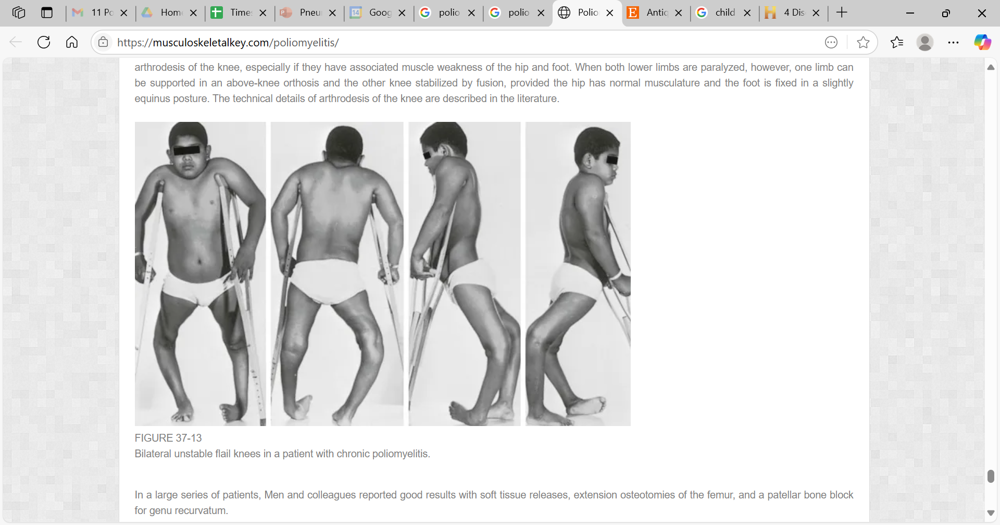 11 Po
Home
Time
Pneu
14
Goog
polio
polio
Polio
E
Antiq
child
4 Dis
https://musculoskeletalkey.com/poliomyelitis/
arthrodesis of the knee, especially if they have associated muscle weakness of the hip and foot. When both lower limbs are paralyzed, however, one limb can
be supported in an above-knee orthosis and the other knee stabilized by fusion, provided the hip has normal musculature and the foot is fixed in a slightly
equinus posture. The technical details of arthrodesis of the knee are described in the literature.
FIGURE 37-13
Bilateral unstable flail knees in a patient with chronic poliomyelitis.
In a large series of patients, Men and colleagues reported good results with soft tissue releases, extension osteotomies of the femur, and a patellar bone block
for genu recurvatum.